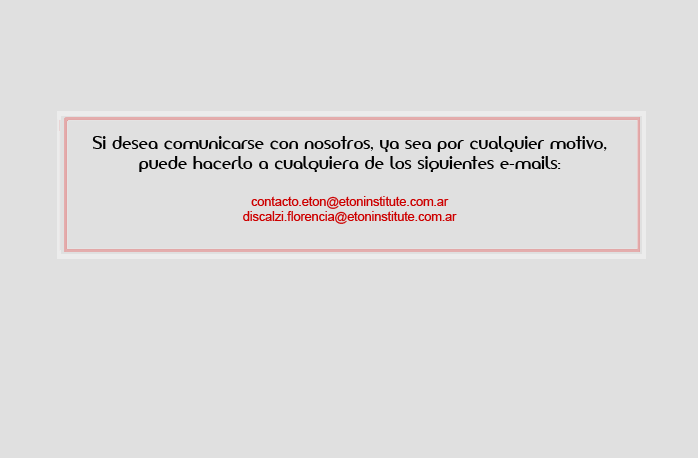 Si desea comunicarse con nosotros, ya sea por cualquier motivo,
puede hacerlo a cualquiera de los siguientes e-mails:
contacto.eton@etoninstitute.com.ar
discalzi.florencia@etoninstitute.com.ar